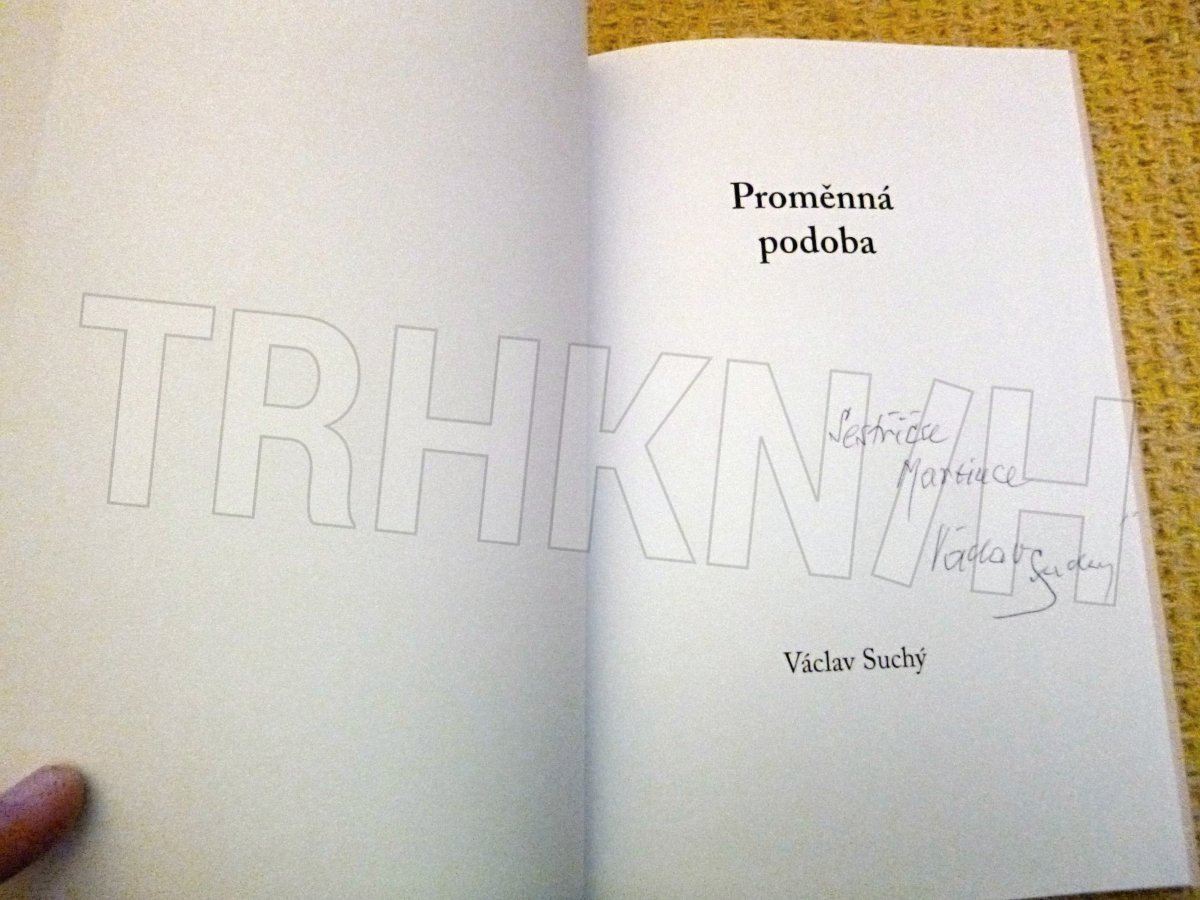 Proměnná
podoba
TRHKNIH
Sestřičce
Martince
Václav Suchý
Václav Suchý